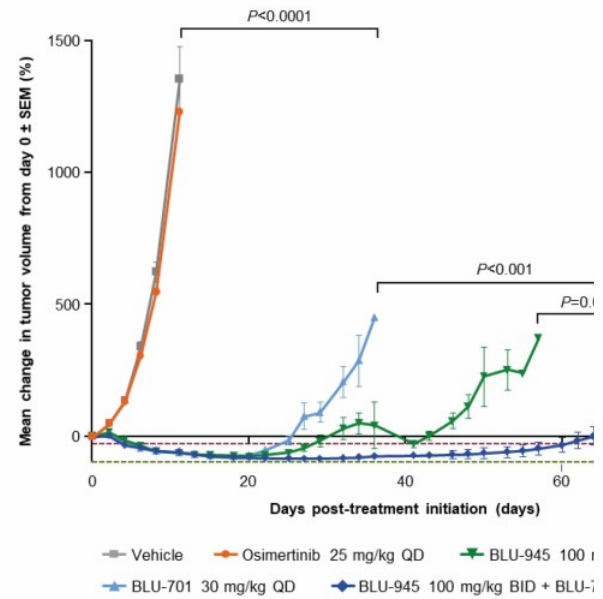 P<0.0001
1500
1000
500
0
P<0.001
P=0.0
Mean change in tumor volume from day 0 ± SEM (%)
0 20 40 60
Days post-treatment initiation (days)
Vehicle Osimertinib 25 mg/kg QD BLU-945 100 m
BLU-701 30 mg/kg QD BLU-945 100 mg/kg BID + BLU-7